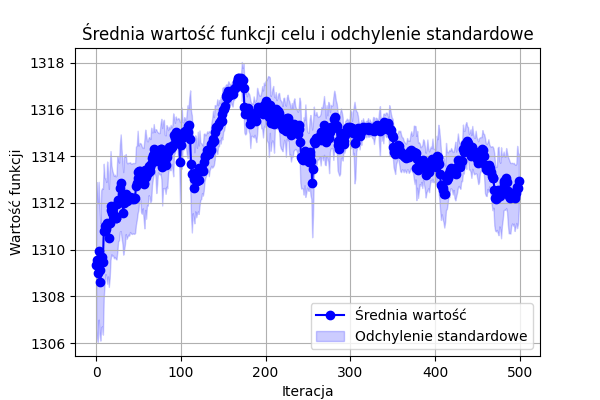 Średnia wartość funkcji celu i odchylenie standardowe
1318
1316
1314
1312
1310
1308
1306
Wartość funkcji
Średnia wartość
Odchylenie standardowe
0
100
200
300
400
500
Iteracja